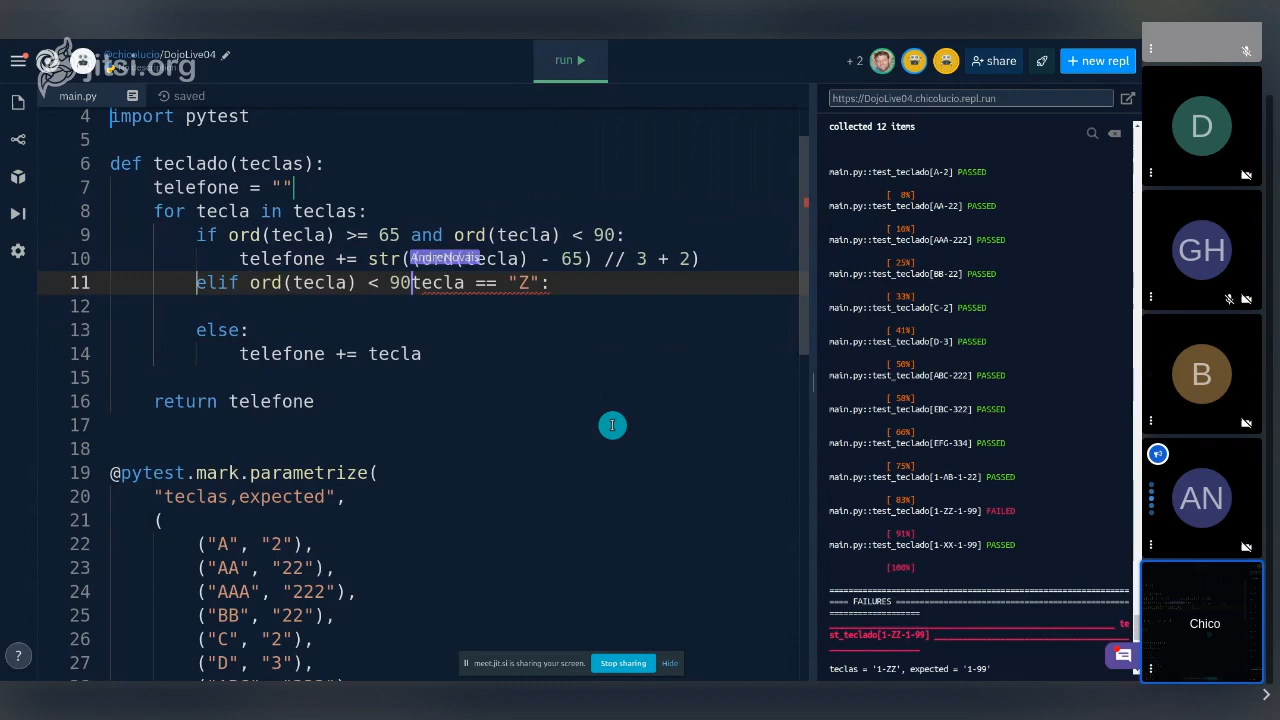 @chicolucio/DojoLive04
No description
jitsi.org
run
+ 2
share
+ new repl
main.py
saved
https://DojoLive04.chicolucio.repl.run
4 import pytest
5
6 def teclado(teclas):
7 telefone = ""
8 for tecla in teclas:
9 if ord(tecla) >= 65 and ord(tecla) < 90:
10 telefone += str((ord(tecla) - 65) // 3 + 2)
AndreNovais
11 elif ord(tecla) < 90tecla == "Z":
12
13 else:
14 telefone += tecla
15
16 return telefone
17
18
19 @pytest.mark.parametrize(
20 "teclas,expected",
21 (
22 ("A", "2"),
23 ("AA", "22"),
24 ("AAA", "222"),
25 ("BB", "22"),
26 ("C", "2"),
27 ("D", "3"),
collected 12 items
main.py::test_teclado[A-2] PASSED
[ 8%]
main.py::test_teclado[AA-22] PASSED
[ 16%]
main.py::test_teclado[AAA-222] PASSED
[ 25%]
main.py::test_teclado[BB-22] PASSED
[ 33%]
main.py::test_teclado[C-2] PASSED
[ 41%]
main.py::test_teclado[D-3] PASSED
[ 50%]
main.py::test_teclado[ABC-222] PASSED
[ 58%]
main.py::test_teclado[EBC-322] PASSED
[ 66%]
main.py::test_teclado[EFG-334] PASSED
[ 75%]
main.py::test_teclado[1-AB-1-22] PASSED
[ 83%]
main.py::test_teclado[1-ZZ-1-99] FAILED
[ 91%]
main.py::test_teclado[1-XX-1-99] PASSED
[100%]
==== FAILURES ====
te
st_teclado[1-ZZ-1-99]
teclas = '1-ZZ', expected = '1-99'
meet.jit.si is sharing your screen.
Stop sharing
Hide
?
D
GH
B
AN
Chico